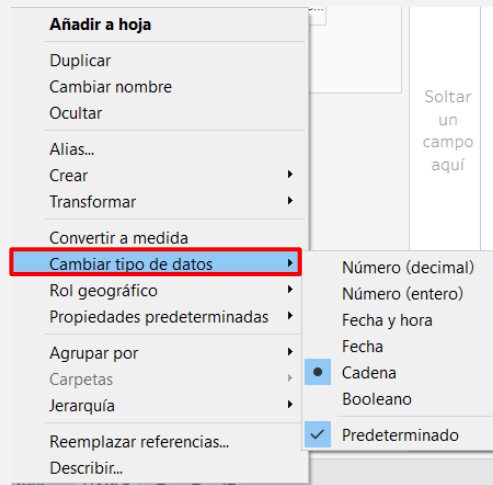 Añadir a hoja
Duplicar
Cambiar nombre
Ocultar
Alias...
Crear
Transformar
Convertir a medida
Cambiar tipo de datos
Rol geográfico
Propiedades predeterminadas
Agrupar por
Carpetas
Jerarquía
Reemplazar referencias...
Describir...
Número (decimal)
Número (entero)
Fecha y hora
Fecha
Cadena
Booleano
Predeterminado
Soltar
un
campo
aquí